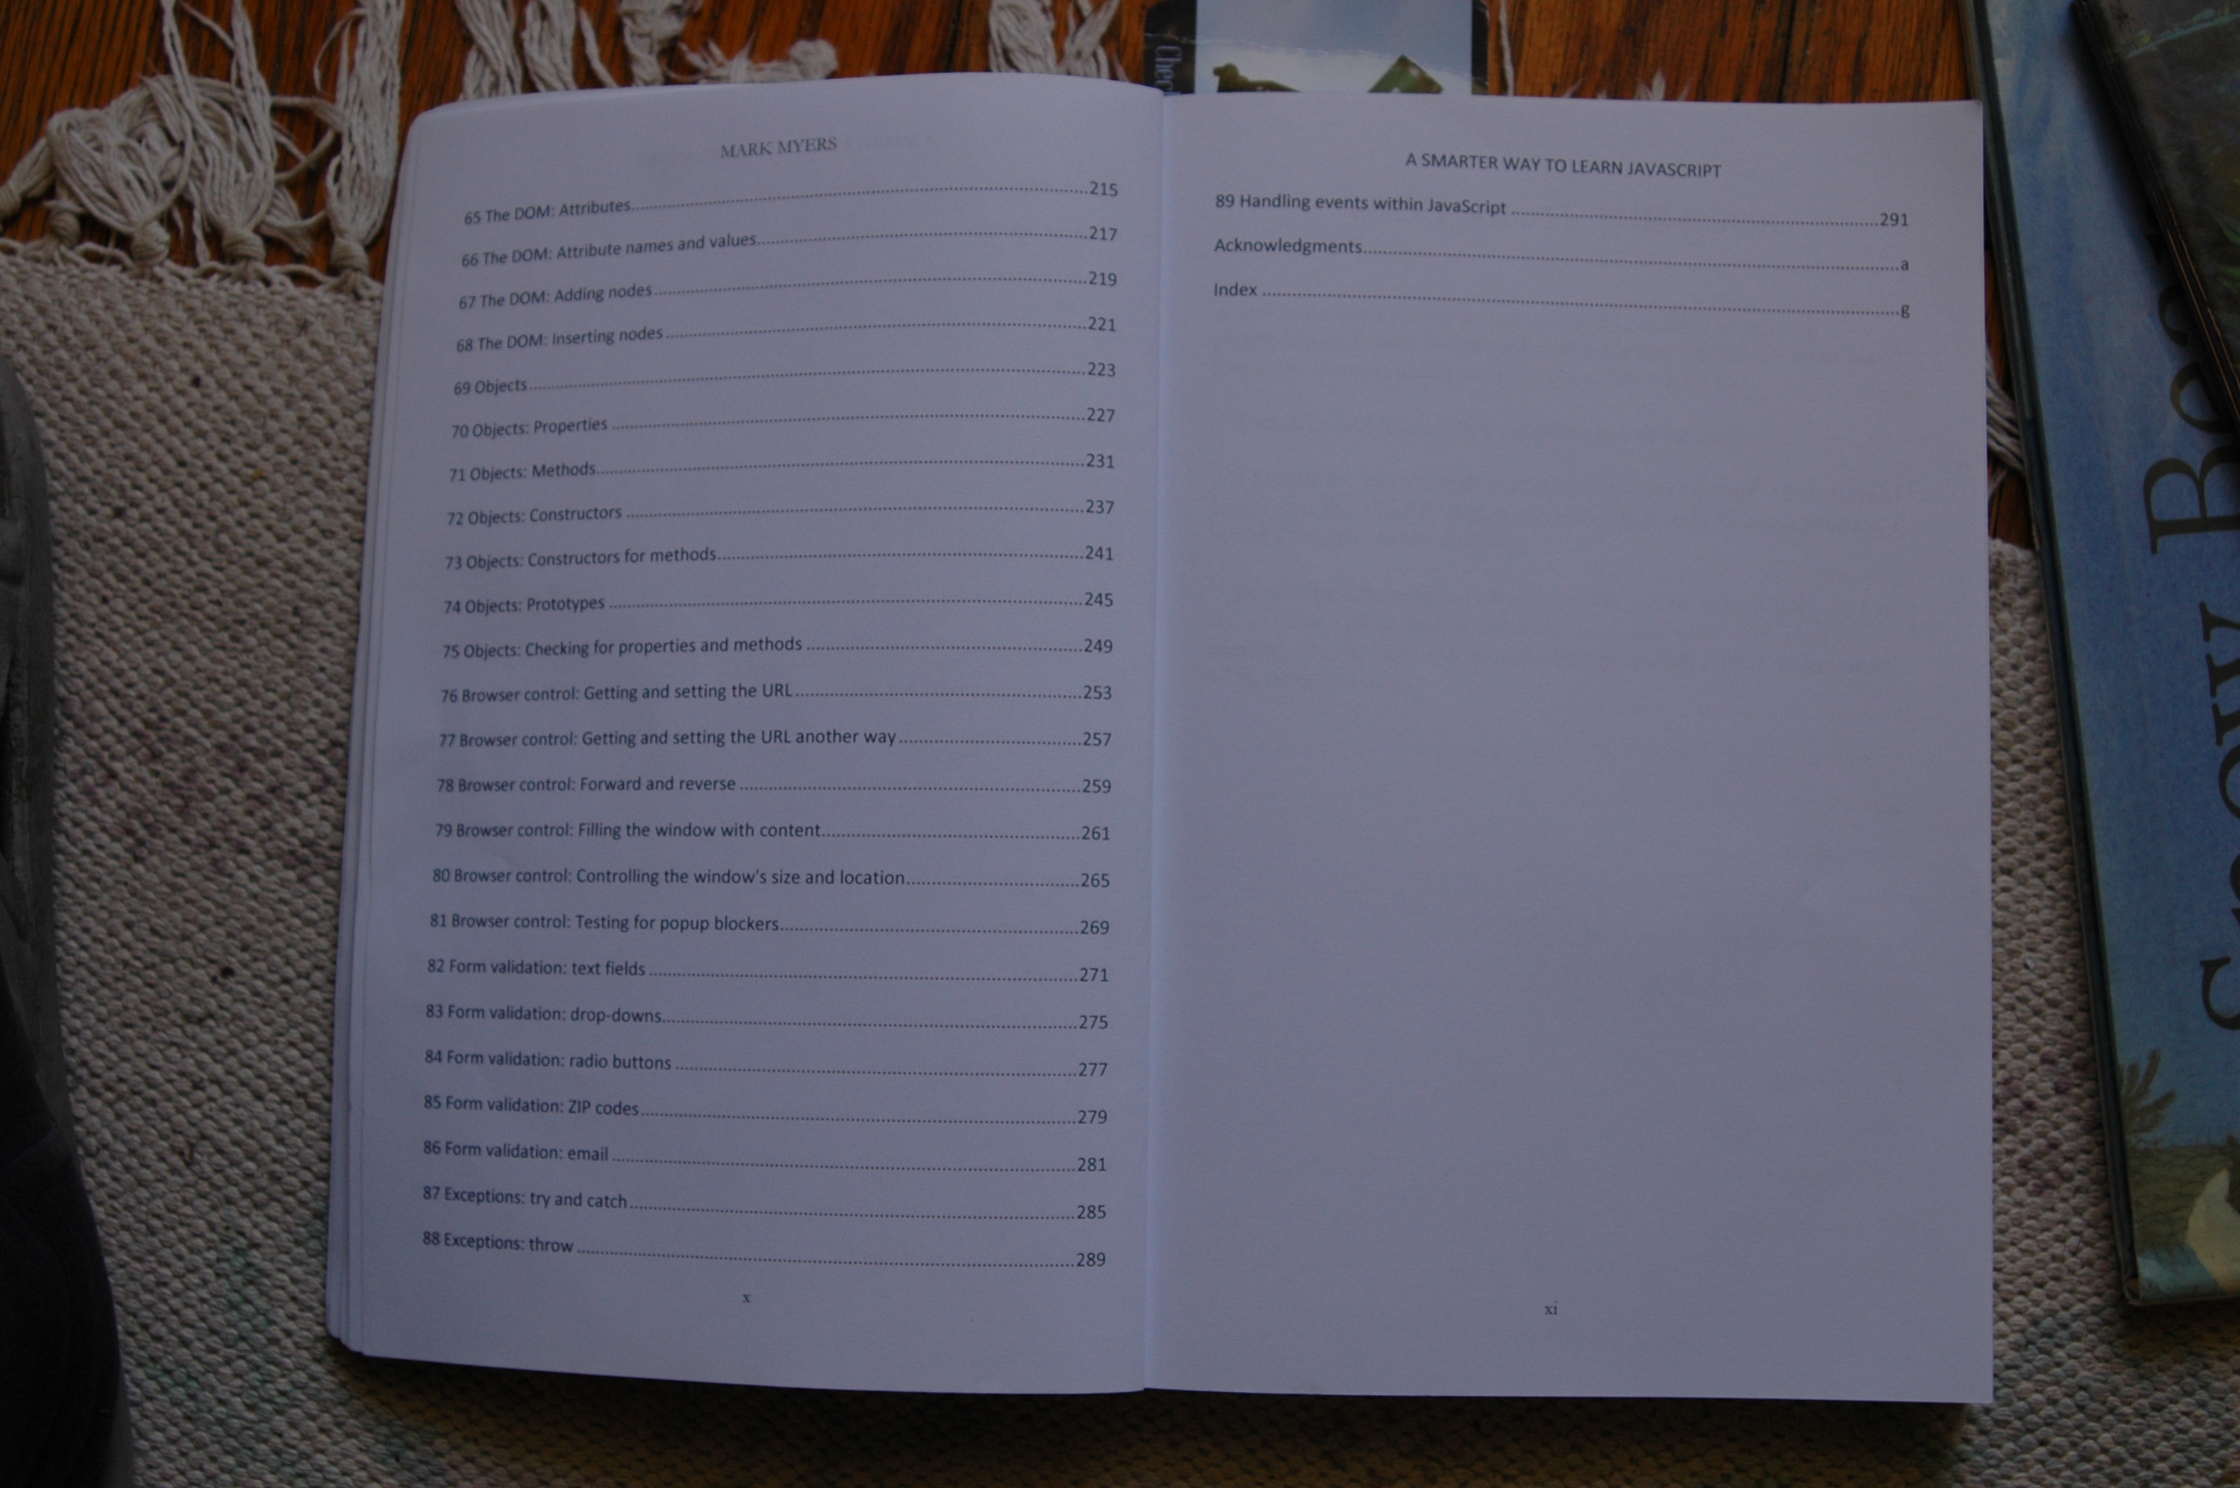 MARK MYERS
65 The DOM: Attributes..........215
66 The DOM: Attribute names and values..........217
67 The DOM: Adding nodes..........219
68 The DOM: Inserting nodes..........221
69 Objects..........223
70 Objects: Properties..........227
71 Objects: Methods..........231
72 Objects: Constructors..........237
73 Objects: Constructors for methods..........241
74 Objects: Prototypes..........245
75 Objects: Checking for properties and methods..........249
76 Browser control: Getting and setting the URL..........253
77 Browser control: Getting and setting the URL another way..........257
78 Browser control: Forward and reverse..........259
79 Browser control: Filling the window with content..........261
80 Browser control: Controlling the window's size and location..........265
81 Browser control: Testing for popup blockers..........269
82 Form validation: text fields..........271
83 Form validation: drop-downs..........275
84 Form validation: radio buttons..........277
85 Form validation: ZIP codes..........279
86 Form validation: email..........281
87 Exceptions: try and catch..........285
88 Exceptions: throw..........289
x
A SMARTER WAY TO LEARN JAVASCRIPT
89 Handling events within JavaScript..........291
Acknowledgments..........a
Index..........g
xi
Snow Bear
Chec